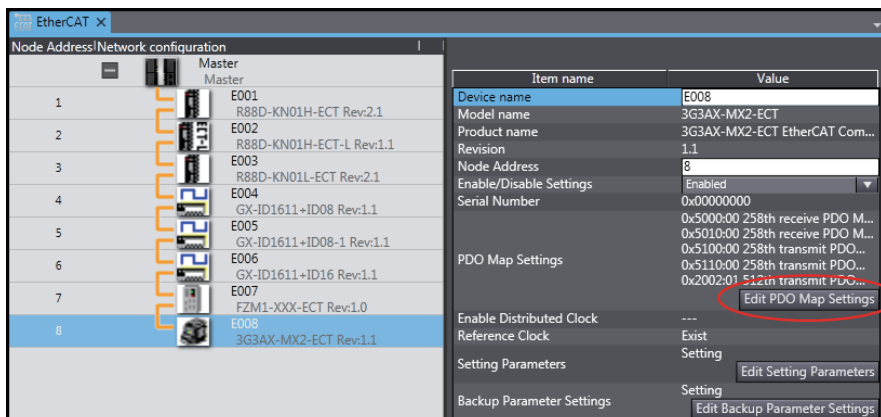 EtherCAT
Node Address Network configuration
Master
Master
1
E001
R88D-KN01H-ECT Rev:2.1
2
E002
R88D-KN01H-ECT-L Rev:1.1
3
E003
R88D-KN01L-ECT Rev:2.1
4
E004
GX-ID1611+ID08 Rev:1.1
5
E005
GX-ID1611+ID08-1 Rev:1.1
6
E006
GX-ID1611+ID16 Rev:1.1
7
E007
FZM1-XXX-ECT Rev:1.0
8
E008
3G3AX-MX2-ECT Rev:1.1
Item name Value
Device name E008
Model name 3G3AX-MX2-ECT
Product name 3G3AX-MX2-ECT EtherCAT Com...
Revision 1.1
Node Address 8
Enable/Disable Settings Enabled
Serial Number 0x00000000
PDO Map Settings
0x5000:00 258th receive PDO M...
0x5010:00 258th receive PDO M...
0x5100:00 258th transmit PDO...
0x5110:00 258th transmit PDO...
0x2002:01 512th transmit PDO...
Edit PDO Map Settings
Enable Distributed Clock ---
Reference Clock Exist
Setting Parameters Setting
Edit Setting Parameters
Backup Parameter Settings Setting
Edit Backup Parameter Settings